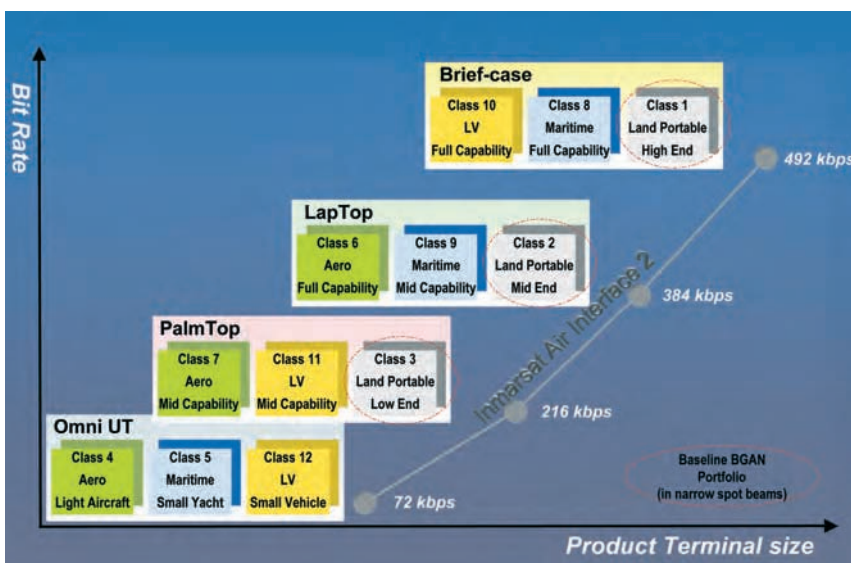 Bit Rate
Brief-case
Class 10
LV
Full Capability
Class 8
Maritime
Full Capability
Class 1
Land Portable
High End
492 kbps
LapTop
Class 6
Aero
Full Capability
Class 9
Maritime
Mid Capability
Class 2
Land Portable
Mid End
384 kbps
Inmarsat Air Interface 2
PalmTop
Class 7
Aero
Mid Capability
Class 11
LV
Mid Capability
Class 3
Land Portable
Low End
216 kbps
Omni UT
Class 4
Aero
Light Aircraft
Class 5
Maritime
Small Yacht
Class 12
LV
Small Vehicle
72 kbps
Baseline BGAN
Portfolio
(in narrow spot beams)
Product Terminal size